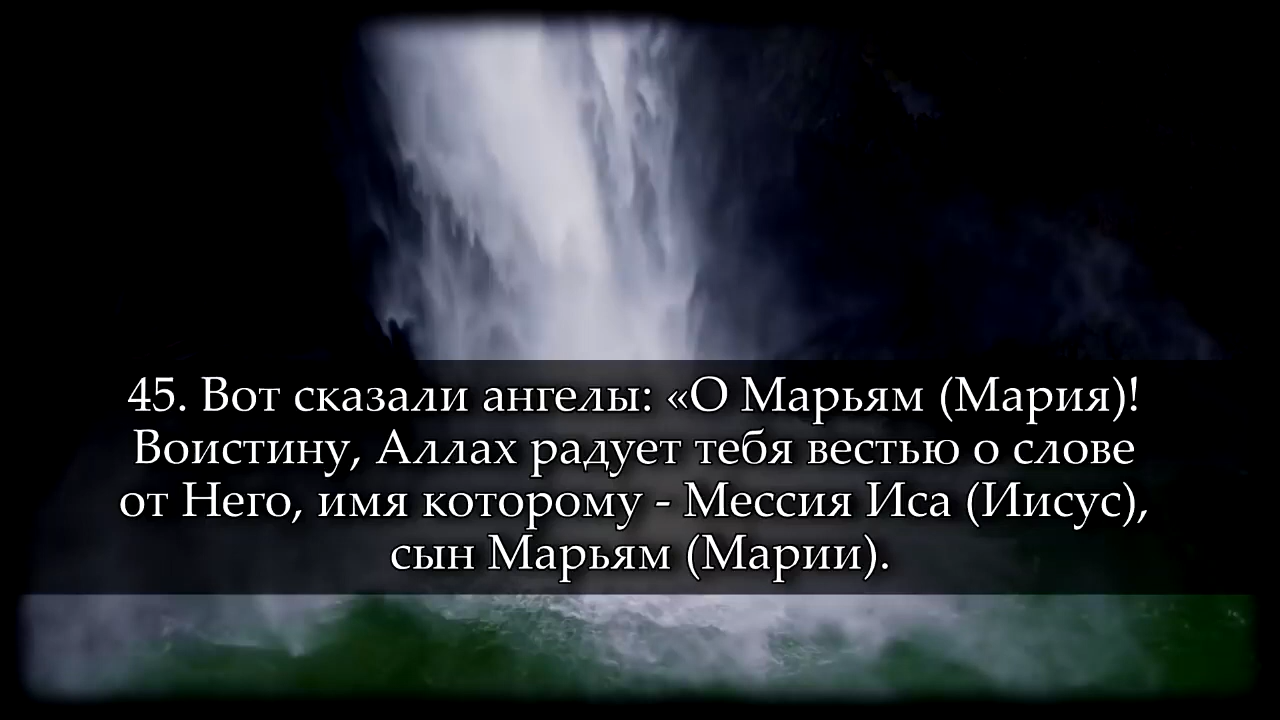 45. Вот сказали ангелы: «О Марьям (Мария)!
Воистину, Аллах радует тебя вестью о слове
от Него, имя которому - Мессия Иса (Иисус),
сын Марьям (Марии).